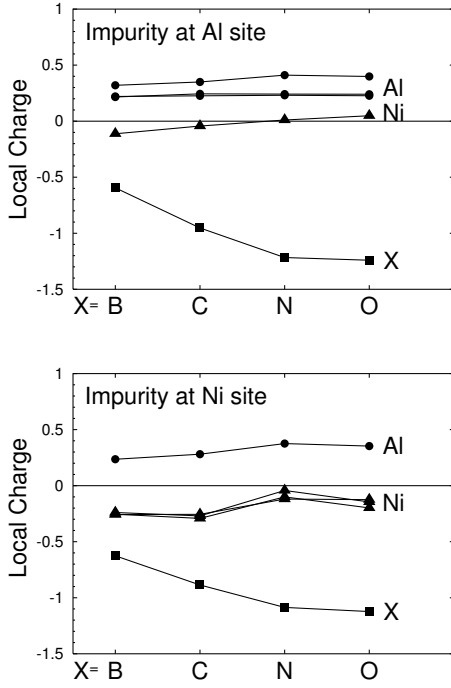 Impurity at Al site
Local Charge
1
0.5
0
-0.5
-1
-1.5
Al
Ni
X
X= B C N O
Impurity at Ni site
Local Charge
1
0.5
0
-0.5
-1
-1.5
Al
Ni
X
X= B C N O